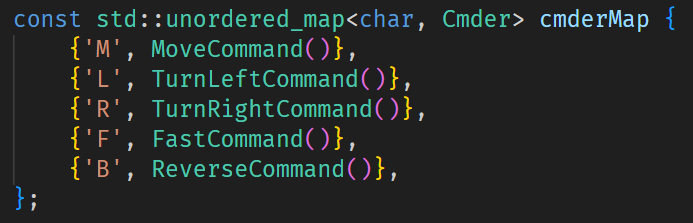 const std::unordered_map<char, Cmder> cmderMap {
    {'M', MoveCommand()},
    {'L', TurnLeftCommand()},
    {'R', TurnRightCommand()},
    {'F', FastCommand()},
    {'B', ReverseCommand()},
};